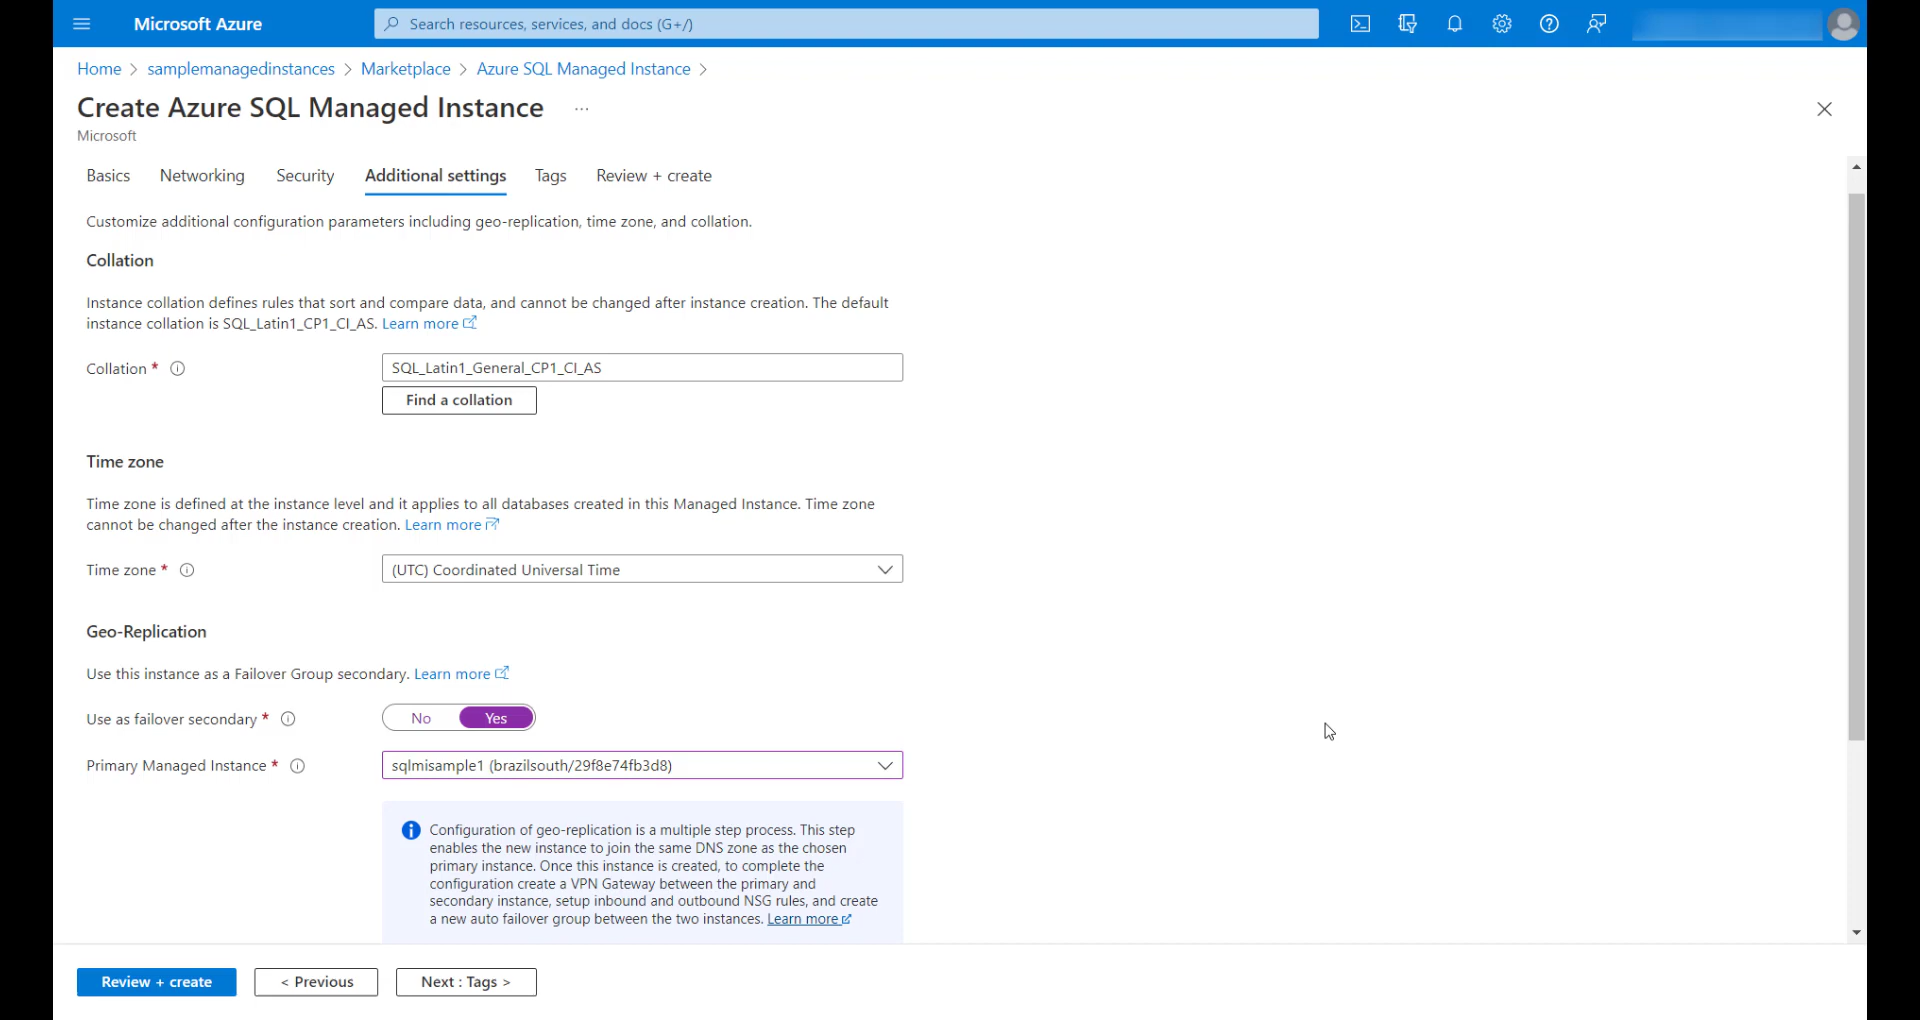 Microsoft Azure
Search resources, services, and docs (G+/)
Home > samplemanagedinstances > Marketplace > Azure SQL Managed Instance >
Create Azure SQL Managed Instance ...
Microsoft
Basics Networking Security Additional settings Tags Review + create
Customize additional configuration parameters including geo-replication, time zone, and collation.
Collation
Instance collation defines rules that sort and compare data, and cannot be changed after instance creation. The default
instance collation is SQL_Latin1_CP1_CI_AS. Learn more
Collation *
SQL_Latin1_General_CP1_CI_AS
Find a collation
Time zone
Time zone is defined at the instance level and it applies to all databases created in this Managed Instance. Time zone
cannot be changed after the instance creation. Learn more
Time zone *
(UTC) Coordinated Universal Time
Geo-Replication
Use this instance as a Failover Group secondary. Learn more
Use as failover secondary *
No Yes
Primary Managed Instance *
sqlmisample1 (brazilsouth/29f8e74fb3d8)
Configuration of geo-replication is a multiple step process. This step
enables the new instance to join the same DNS zone as the chosen
primary instance. Once this instance is created, to complete the
configuration create a VPN Gateway between the primary and
secondary instance, setup inbound and outbound NSG rules, and create
a new auto failover group between the two instances. Learn more
Review + create
< Previous
Next : Tags >